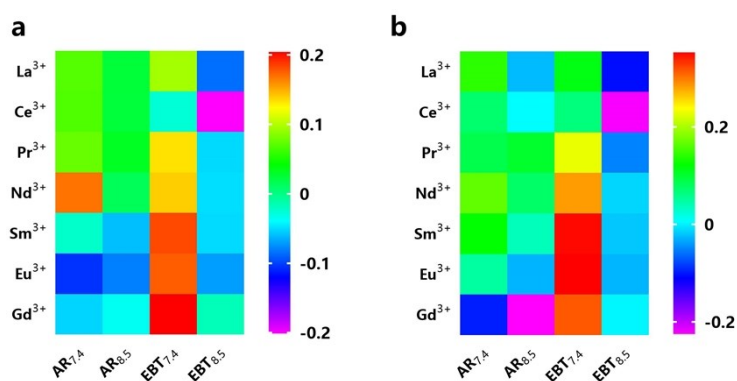 a
La³⁺
Ce³⁺
Pr³⁺
Nd³⁺
Sm³⁺
Eu³⁺
Gd³⁺
AR₇.₄
AR₈.₅
EBT₇.₄
EBT₈.₅
0.2
0.1
0
-0.1
-0.2
b
La³⁺
Ce³⁺
Pr³⁺
Nd³⁺
Sm³⁺
Eu³⁺
Gd³⁺
AR₇.₄
AR₈.₅
EBT₇.₄
EBT₈.₅
0.2
0
-0.2